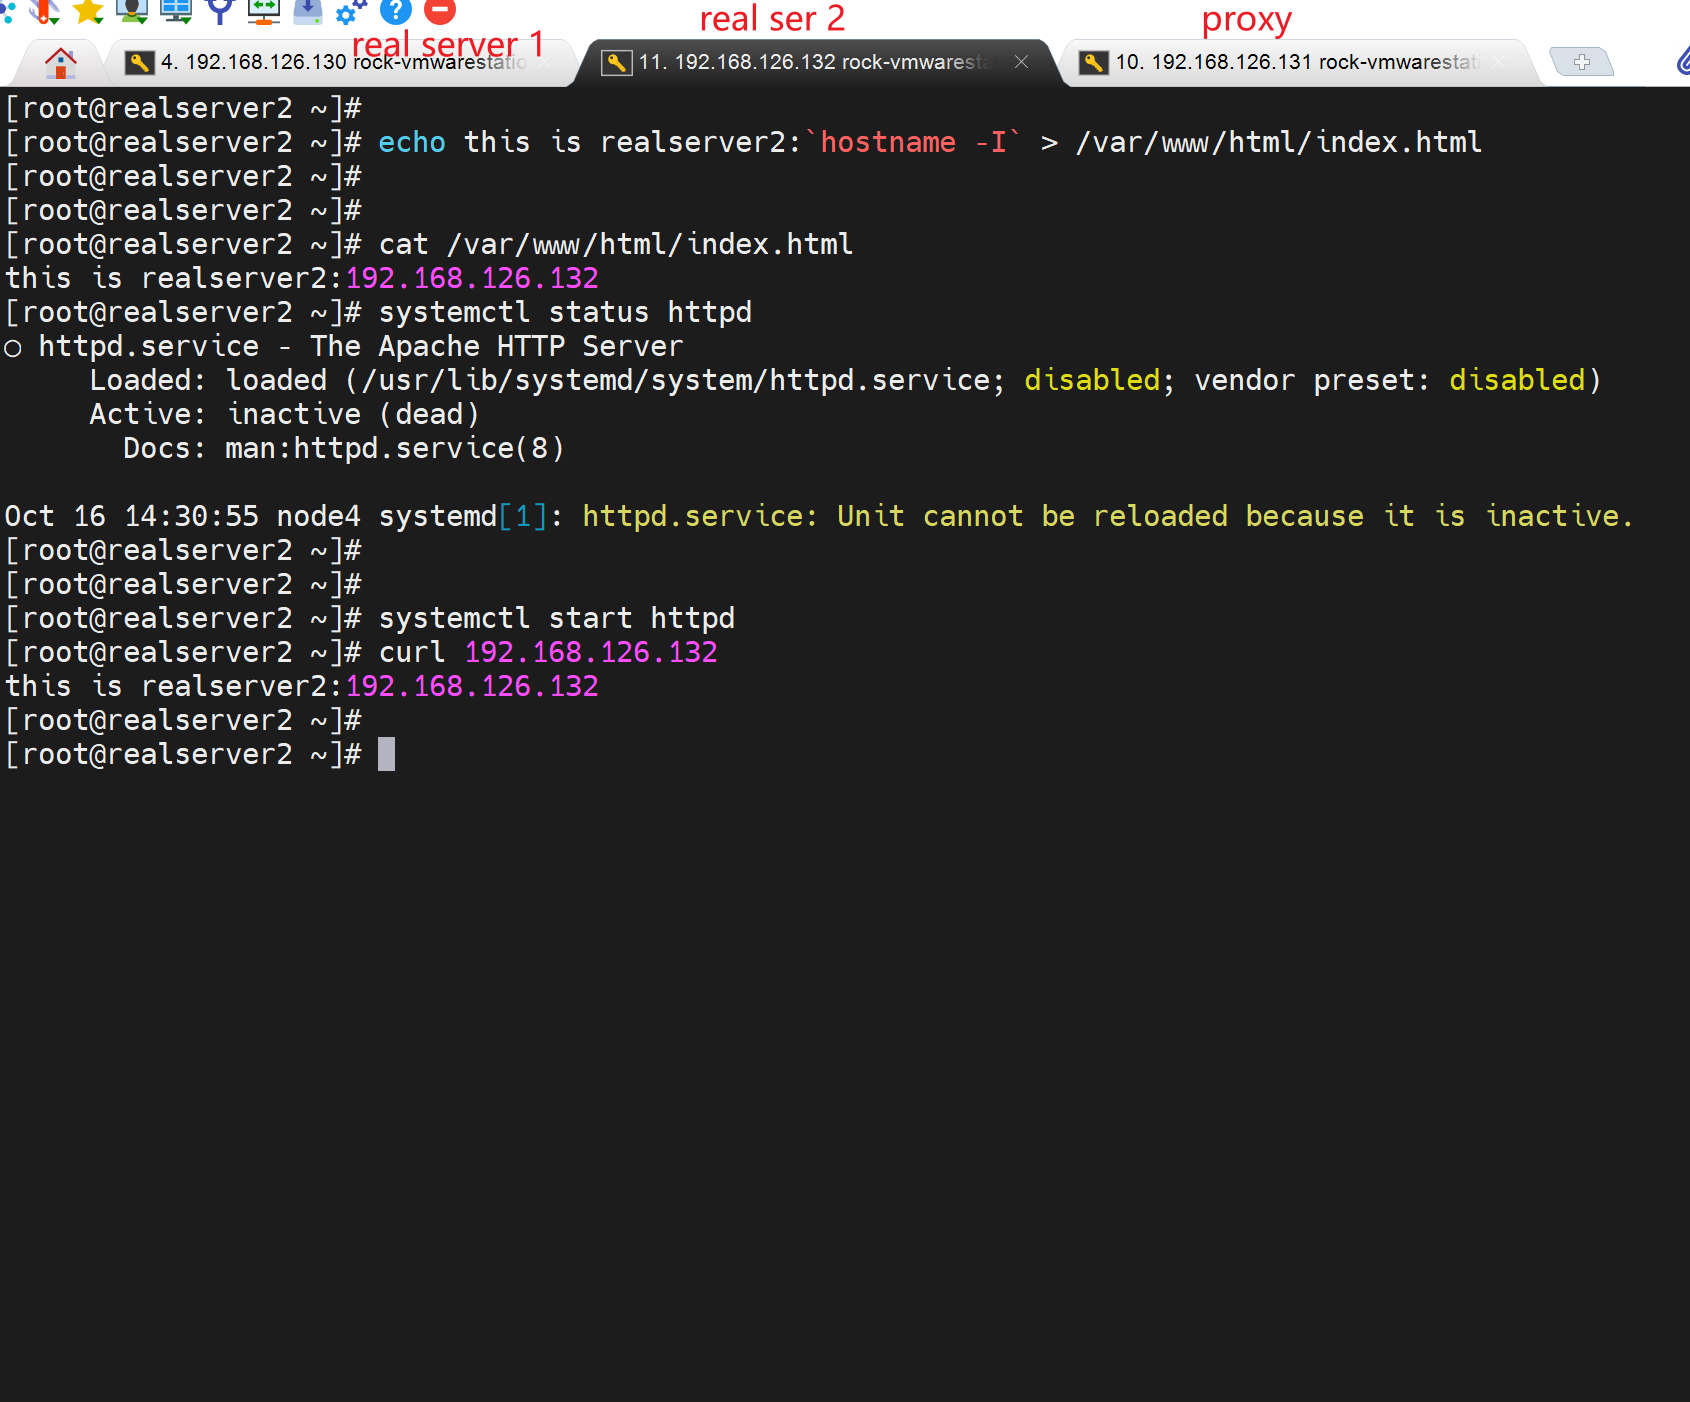 real ser 2
proxy
real server 1
4. 192.168.126.130 rock-vmwarestatio
11. 192.168.126.132 rock-vmwaresta
10. 192.168.126.131 rock-vmwarestati
[root@realserver2 ~]#
[root@realserver2 ~]# echo this is realserver2:`hostname -I` > /var/www/html/index.html
[root@realserver2 ~]#
[root@realserver2 ~]#
[root@realserver2 ~]# cat /var/www/html/index.html
this is realserver2:192.168.126.132
[root@realserver2 ~]# systemctl status httpd
○ httpd.service - The Apache HTTP Server
     Loaded: loaded (/usr/lib/systemd/system/httpd.service; disabled; vendor preset: disabled)
     Active: inactive (dead)
       Docs: man:httpd.service(8)

Oct 16 14:30:55 node4 systemd[1]: httpd.service: Unit cannot be reloaded because it is inactive.
[root@realserver2 ~]#
[root@realserver2 ~]#
[root@realserver2 ~]# systemctl start httpd
[root@realserver2 ~]# curl 192.168.126.132
this is realserver2:192.168.126.132
[root@realserver2 ~]#
[root@realserver2 ~]#